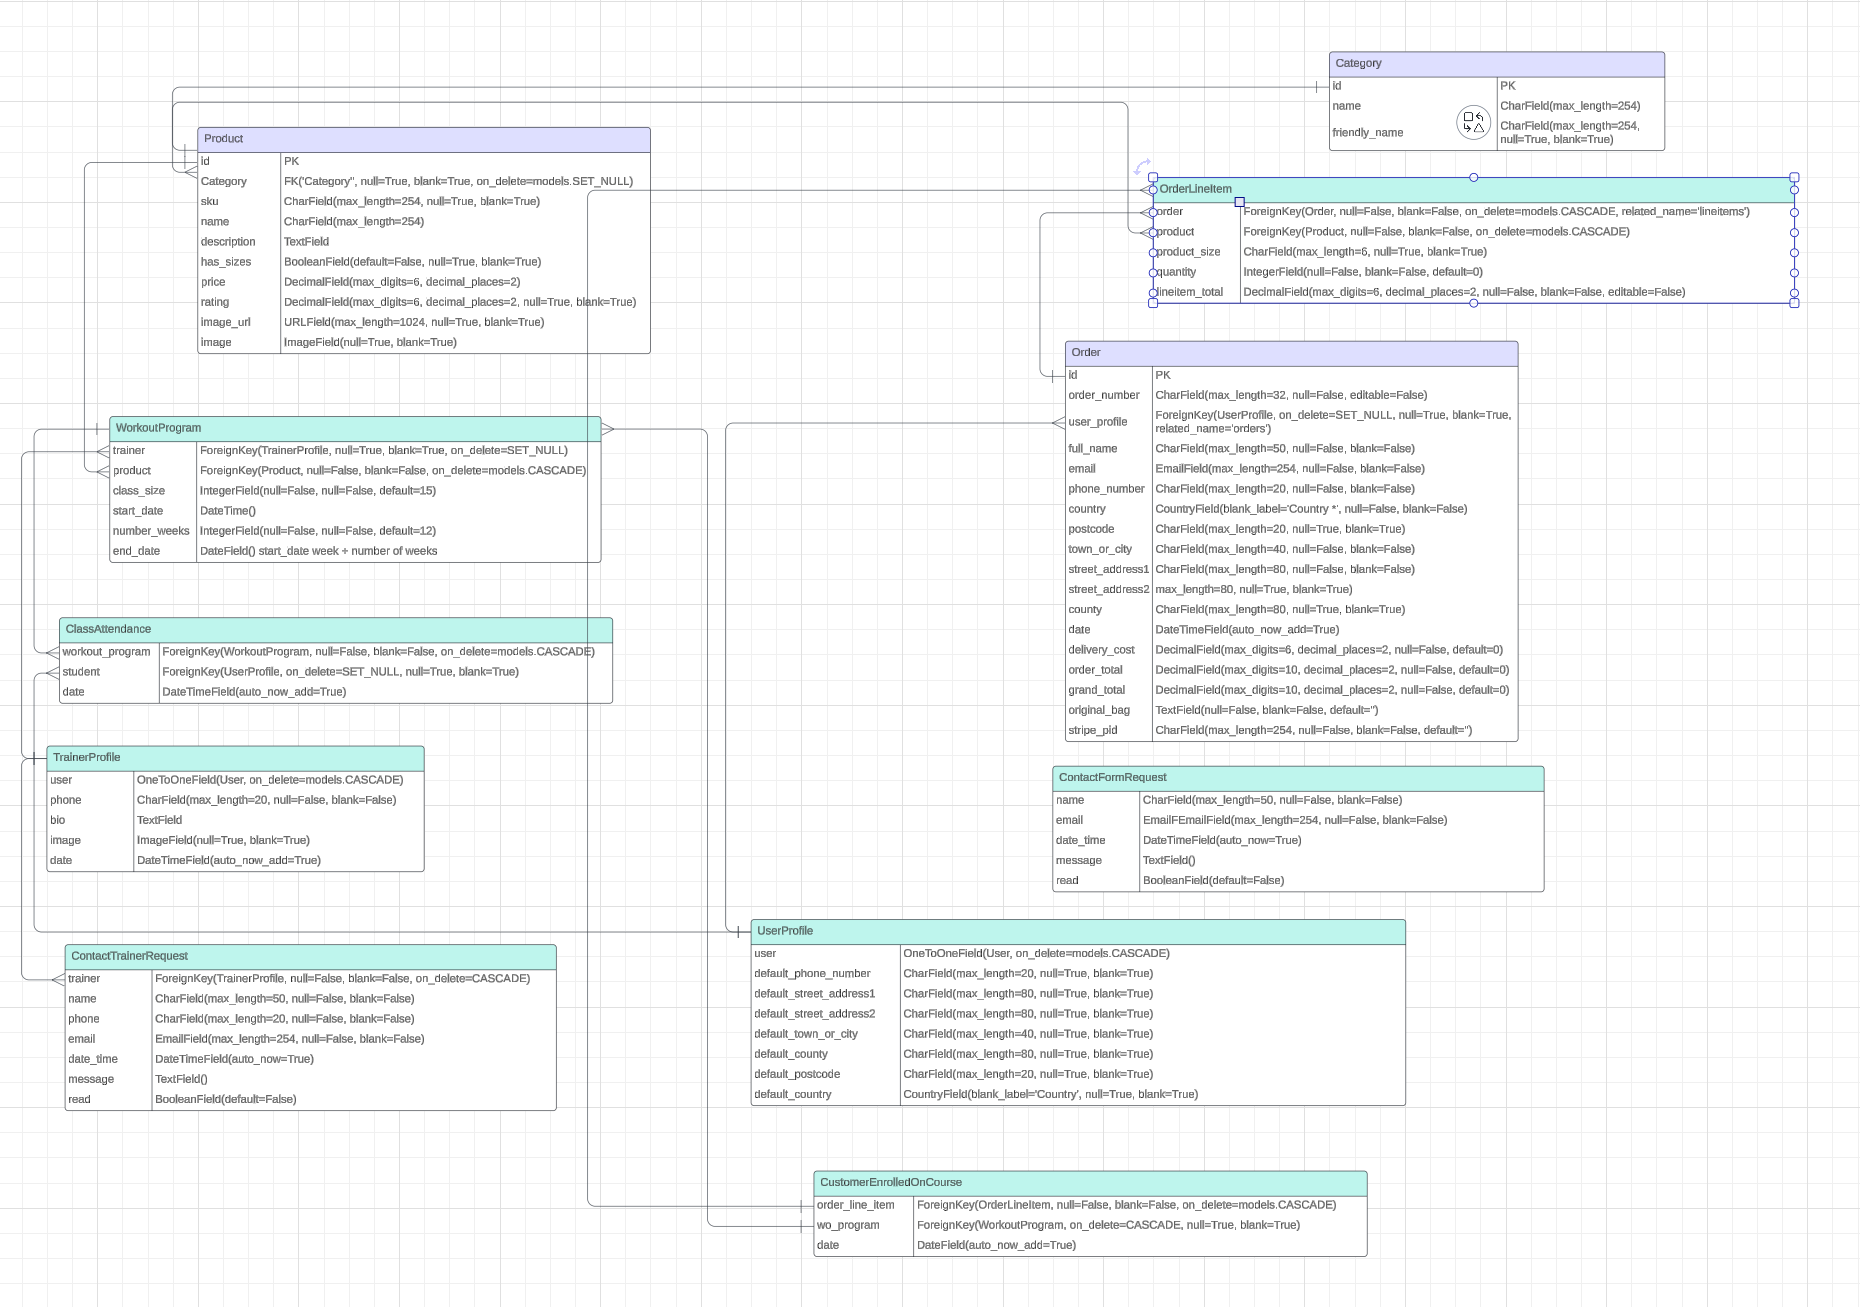 Category
id PK
name CharField(max_length=254)
friendly_name CharField(max_length=254,
null=True, blank=True)
Product
id PK
Category FK("Category", null=True, blank=True, on_delete=models.SET_NULL)
sku CharField(max_length=254, null=True, blank=True)
name CharField(max_length=254)
description TextField
has_sizes BooleanField(default=False, null=True, blank=True)
price DecimalField(max_digits=6, decimal_places=2)
rating DecimalField(max_digits=6, decimal_places=2, null=True, blank=True)
image_url URLField(max_length=1024, null=True, blank=True)
image ImageField(null=True, blank=True)
OrderLineItem
order ForeignKey(Order, null=False, blank=False, on_delete=models.CASCADE, related_name='lineitems')
product ForeignKey(Product, null=False, blank=False, on_delete=models.CASCADE)
product_size CharField(max_length=6, null=True, blank=True)
quantity IntegerField(null=False, blank=False, default=0)
lineitem_total DecimalField(max_digits=6, decimal_places=2, null=False, blank=False, editable=False)
Order
id PK
order_number CharField(max_length=32, null=False, editable=False)
user_profile ForeignKey(UserProfile, on_delete=SET_NULL, null=True, blank=True,
related_name='orders')
full_name CharField(max_length=50, null=False, blank=False)
email EmailField(max_length=254, null=False, blank=False)
phone_number CharField(max_length=20, null=False, blank=False)
country CountryField(blank_label='Country *', null=False, blank=False)
postcode CharField(max_length=20, null=True, blank=True)
town_or_city CharField(max_length=40, null=False, blank=False)
street_address1 CharField(max_length=80, null=False, blank=False)
street_address2 max_length=80, null=True, blank=True)
county CharField(max_length=80, null=True, blank=True)
date DateTimeField(auto_now_add=True)
delivery_cost DecimalField(max_digits=6, decimal_places=2, null=False, default=0)
order_total DecimalField(max_digits=10, decimal_places=2, null=False, default=0)
grand_total DecimalField(max_digits=10, decimal_places=2, null=False, default=0)
original_bag TextField(null=False, blank=False, default='')
stripe_pid CharField(max_length=254, null=False, blank=False, default='')
WorkoutProgram
trainer ForeignKey(TrainerProfile, null=True, blank=True, on_delete=SET_NULL)
product ForeignKey(Product, null=False, blank=False, on_delete=models.CASCADE)
class_size IntegerField(null=False, null=False, default=15)
start_date DateTime()
number_weeks IntegerField(null=False, null=False, default=12)
end_date DateField() start_date week + number of weeks
ClassAttendance
workout_program ForeignKey(WorkoutProgram, null=False, blank=False, on_delete=models.CASCADE)
student ForeignKey(UserProfile, on_delete=SET_NULL, null=True, blank=True)
date DateTimeField(auto_now_add=True)
TrainerProfile
user OneToOneField(User, on_delete=models.CASCADE)
phone CharField(max_length=20, null=False, blank=False)
bio TextField
image ImageField(null=True, blank=True)
date DateTimeField(auto_now_add=True)
ContactFormRequest
name CharField(max_length=50, null=False, blank=False)
email EmailFEmailField(max_length=254, null=False, blank=False)
date_time DateTimeField(auto_now=True)
message TextField()
read BooleanField(default=False)
ContactTrainerRequest
trainer ForeignKey(TrainerProfile, null=False, blank=False, on_delete=CASCADE)
name CharField(max_length=50, null=False, blank=False)
phone CharField(max_length=20, null=False, blank=False)
email EmailField(max_length=254, null=False, blank=False)
date_time DateTimeField(auto_now=True)
message TextField()
read BooleanField(default=False)
UserProfile
user OneToOneField(User, on_delete=models.CASCADE)
default_phone_number CharField(max_length=20, null=True, blank=True)
default_street_address1 CharField(max_length=80, null=True, blank=True)
default_street_address2 CharField(max_length=80, null=True, blank=True)
default_town_or_city CharField(max_length=40, null=True, blank=True)
default_county CharField(max_length=80, null=True, blank=True)
default_postcode CharField(max_length=20, null=True, blank=True)
default_country CountryField(blank_label='Country', null=True, blank=True)
CustomerEnrolledOnCourse
order_line_item ForeignKey(OrderLineItem, null=False, blank=False, on_delete=models.CASCADE)
wo_program ForeignKey(WorkoutProgram, on_delete=CASCADE, null=True, blank=True)
date DateField(auto_now_add=True)